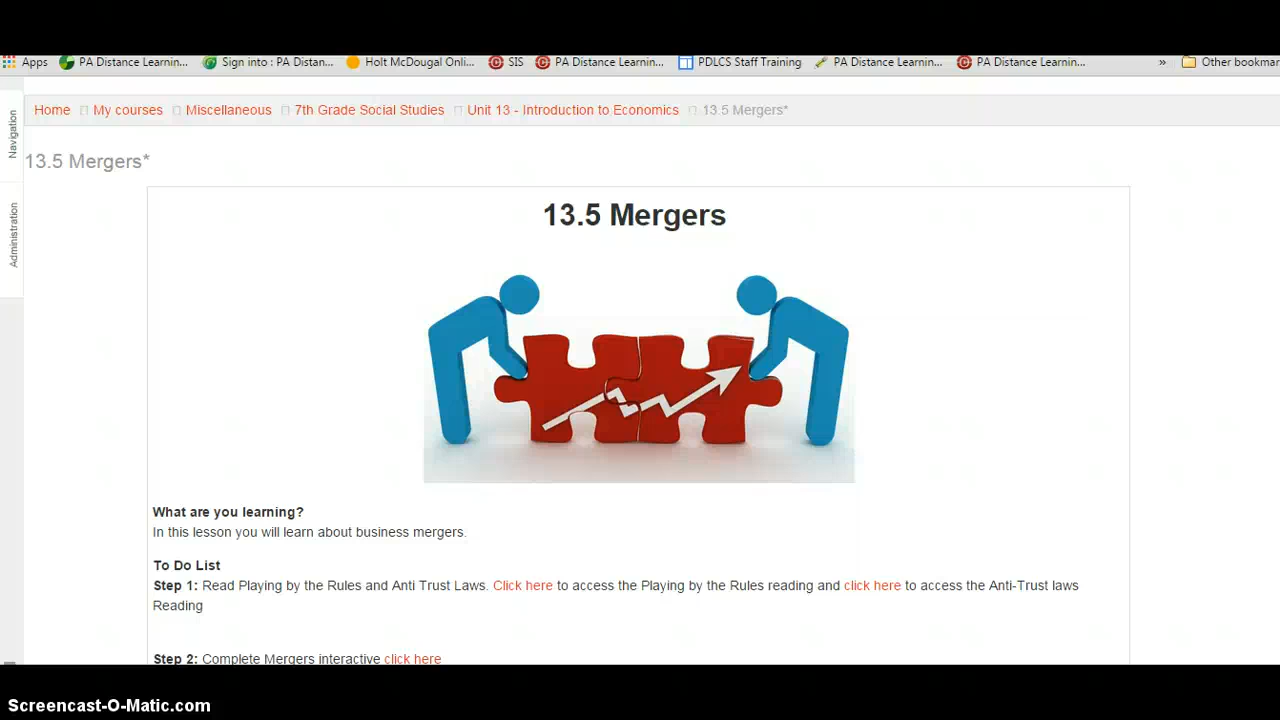 Apps PA Distance Learnin... Sign into : PA Distan... Holt McDougal Onli... SIS PA Distance Learnin... PDLCS Staff Training PA Distance Learnin... PA Distance Learnin... » Other bookmar
Home My courses Miscellaneous 7th Grade Social Studies Unit 13 - Introduction to Economics 13.5 Mergers*
Navigation
13.5 Mergers*
Administration
13.5 Mergers
What are you learning?
In this lesson you will learn about business mergers.
To Do List
Step 1: Read Playing by the Rules and Anti Trust Laws. Click here to access the Playing by the Rules reading and click here to access the Anti-Trust laws
Reading
Step 2: Complete Mergers interactive click here
Screencast-O-Matic.com